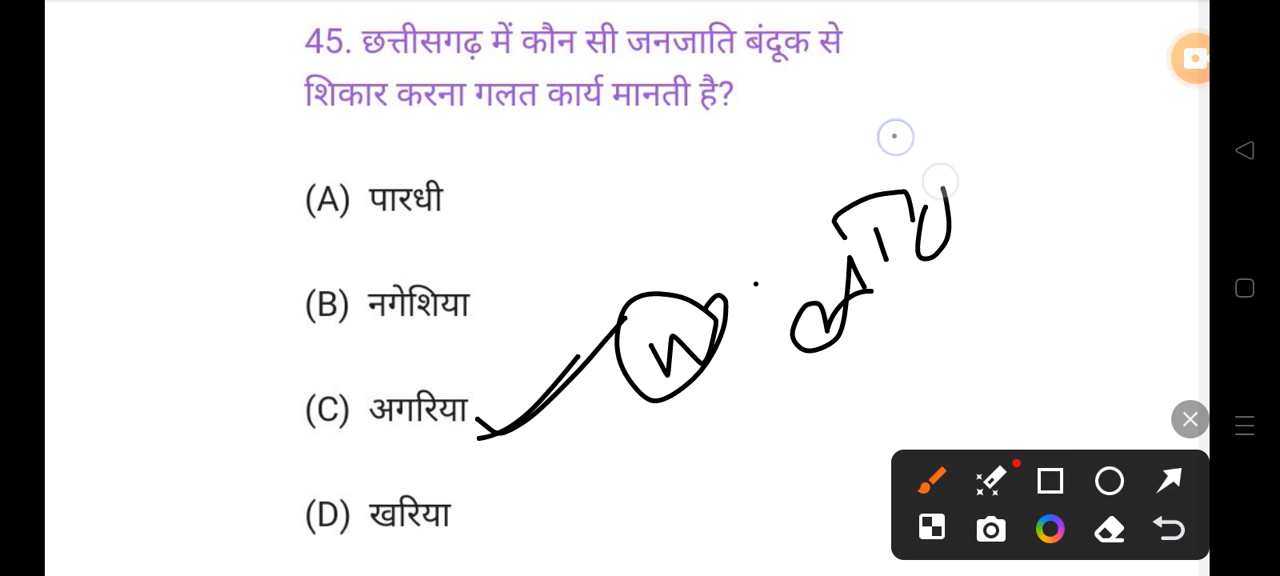 45. छत्तीसगढ़ में कौन सी जनजाति बंदूक से
शिकार करना गलत कार्य मानती है?
(A) पारधी
(B) नगेशिया
(C) अगरिया
(D) खरिया